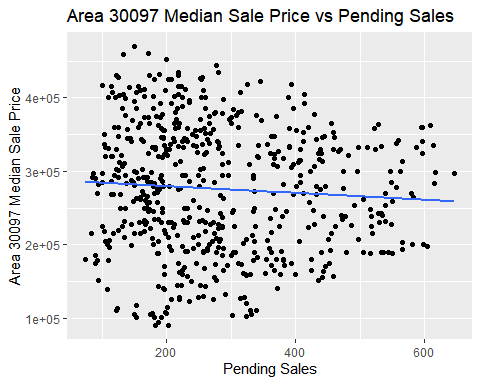 Area 30097 Median Sale Price vs Pending Sales
Area 30097 Median Sale Price
4e+05
3e+05
2e+05
1e+05
200
400
600
Pending Sales